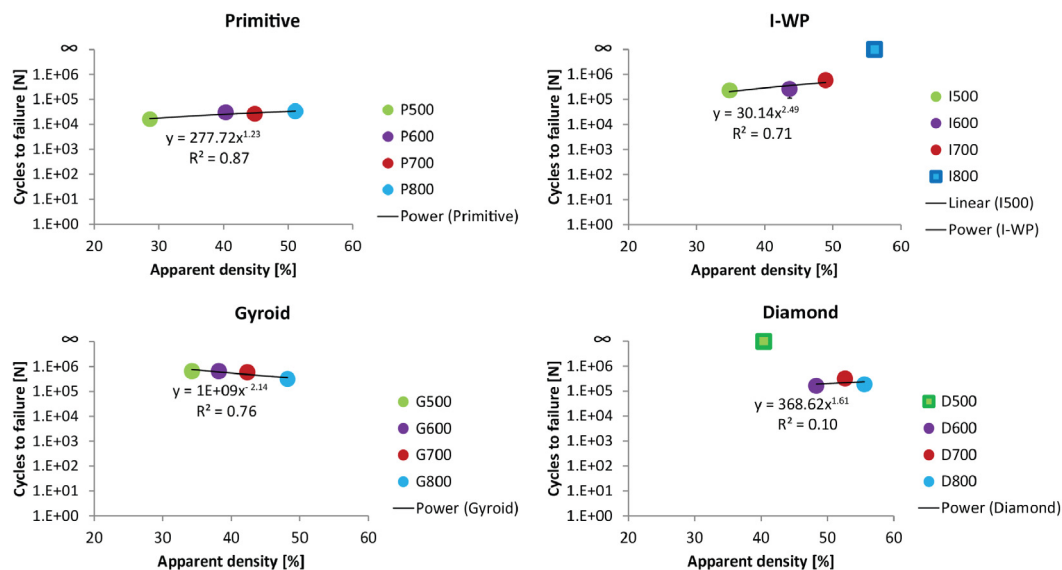 Primitive
Cycles to failure [N]
∞
1.E+06
1.E+05
1.E+04
1.E+03
1.E+02
1.E+01
1.E+00
y = 277.72x^1.23
R² = 0.87
20 30 40 50 60
Apparent density [%]
P500
P600
P700
P800
Power (Primitive)
I-WP
Cycles to failure [N]
∞
1.E+06
1.E+05
1.E+04
1.E+03
1.E+02
1.E+01
1.E+00
y = 30.14x^2.49
R² = 0.71
20 30 40 50 60
Apparent density [%]
I500
I600
I700
I800
Linear (I500)
Power (I-WP)
Gyroid
Cycles to failure [N]
∞
1.E+06
1.E+05
1.E+04
1.E+03
1.E+02
1.E+01
1.E+00
y = 1E+09x^-2.14
R² = 0.76
20 30 40 50 60
Apparent density [%]
G500
G600
G700
G800
Power (Gyroid)
Diamond
Cycles to failure [N]
∞
1.E+06
1.E+05
1.E+04
1.E+03
1.E+02
1.E+01
1.E+00
y = 368.62x^1.61
R² = 0.10
20 30 40 50 60
Apparent density [%]
D500
D600
D700
D800
Power (Diamond)